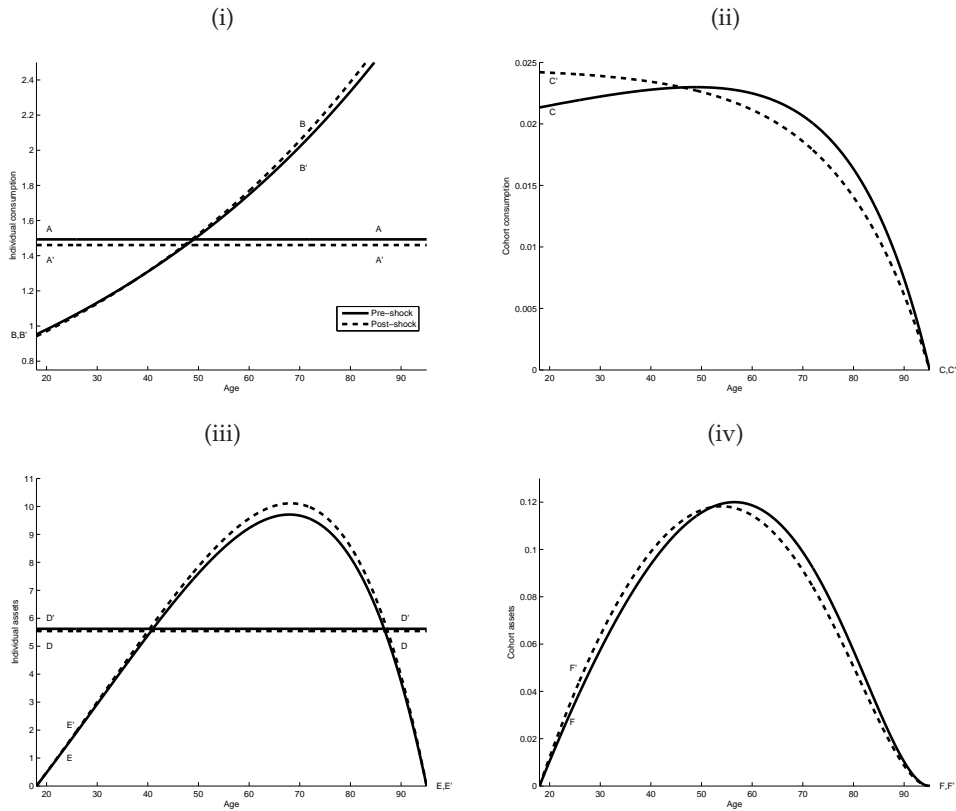 (i)
2.4
2.2
2
1.8
1.6
1.4
1.2
1
0.8
Individual consumption
B
B'
A
A
A'
A'
B,B'
Pre−shock
Post−shock
20 30 40 50 60 70 80 90
Age
(ii)
0.025
0.02
0.015
0.01
0.005
0
Cohort consumption
C'
C
20 30 40 50 60 70 80 90
C,C'
Age
(iii)
11
10
9
8
7
6
5
4
3
2
1
0
Individual assets
D'
D'
D
D
E'
E
20 30 40 50 60 70 80 90
E,E'
Age
(iv)
0.12
0.1
0.08
0.06
0.04
0.02
0
Cohort assets
F'
F
20 30 40 50 60 70 80 90
F,F'
Age